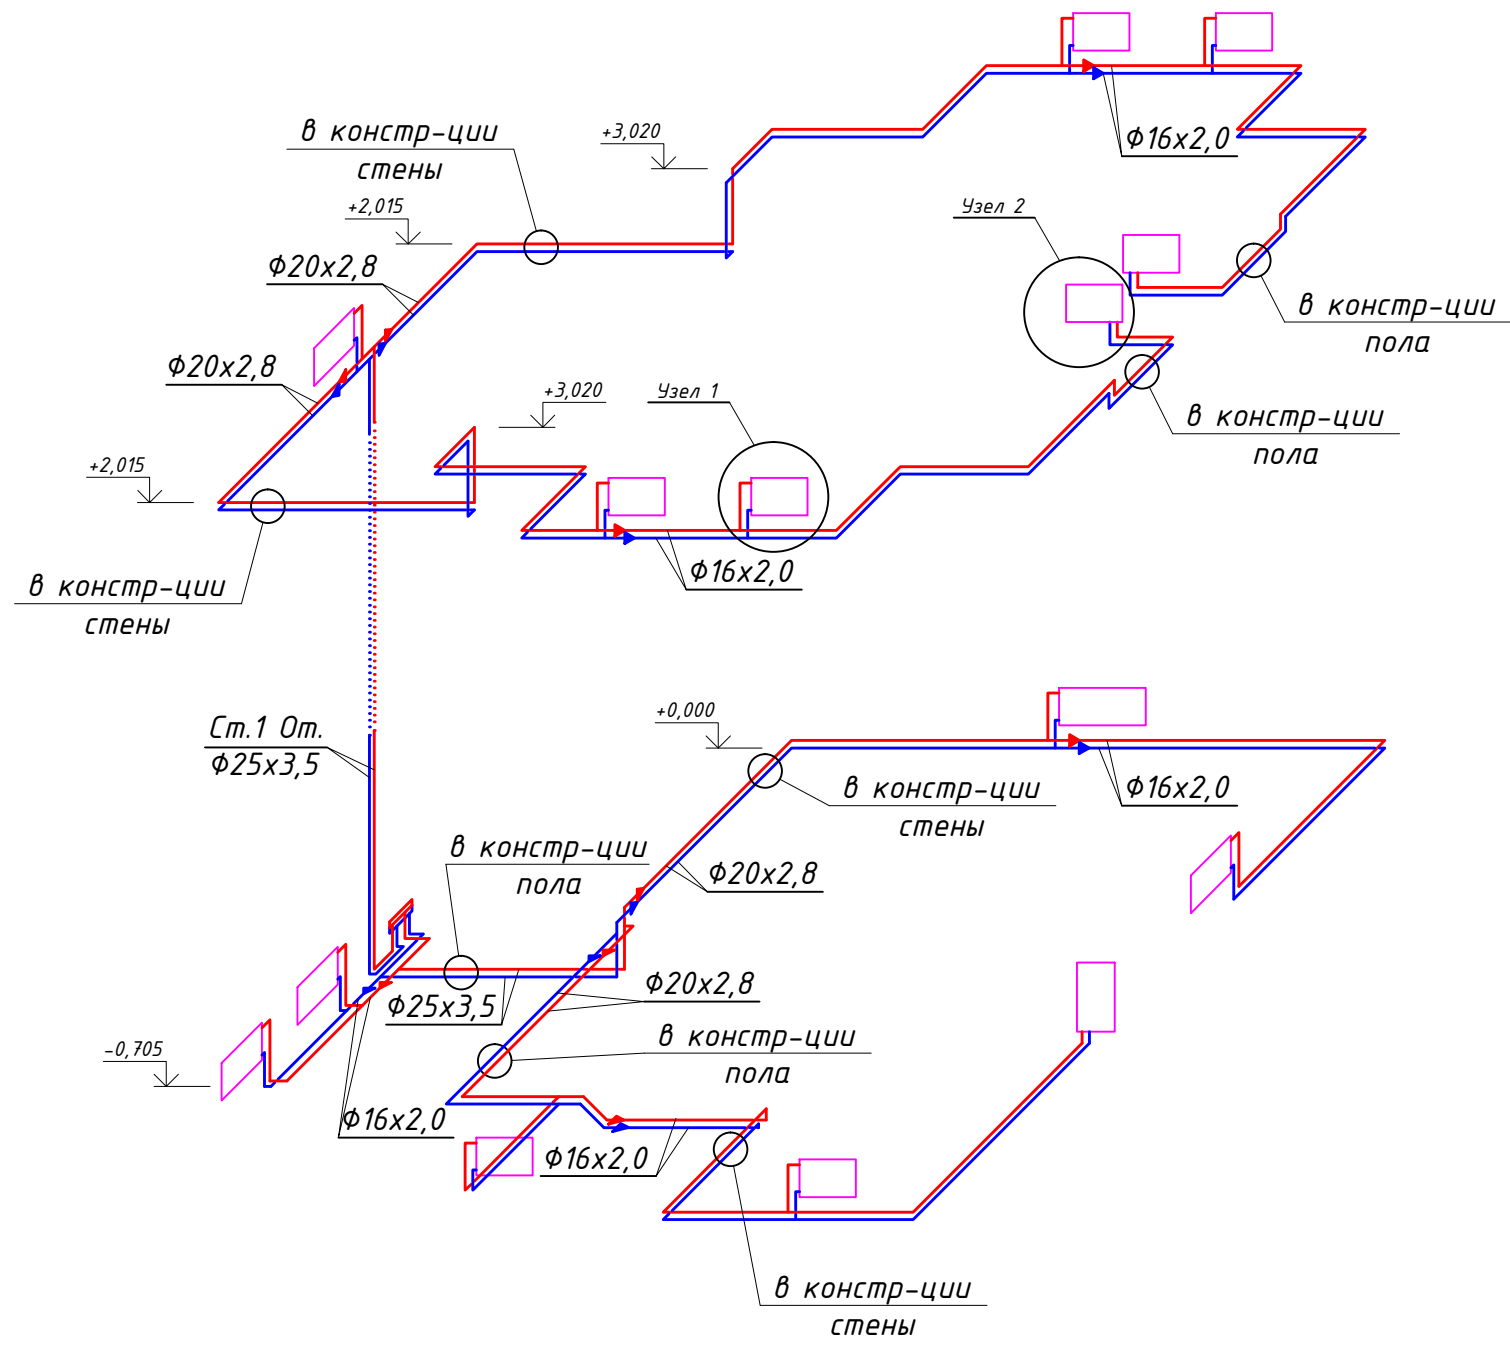 в констр-ции
стены
+3,020
Ф16х2,0
+2,015
Узел 2
Ф20х2,8
в констр-ции
пола
Ф20х2,8
+3,020
Узел 1
в констр-ции
пола
+2,015
Ф16х2,0
в констр-ции
стены
+0,000
Ст.1 От.
Ф25х3,5
Ф16х2,0
в констр-ции
стены
в констр-ции
пола
Ф20х2,8
Ф20х2,8
Ф25х3,5
в констр-ции
пола
-0,705
Ф16х2,0
Ф16х2,0
в констр-ции
стены